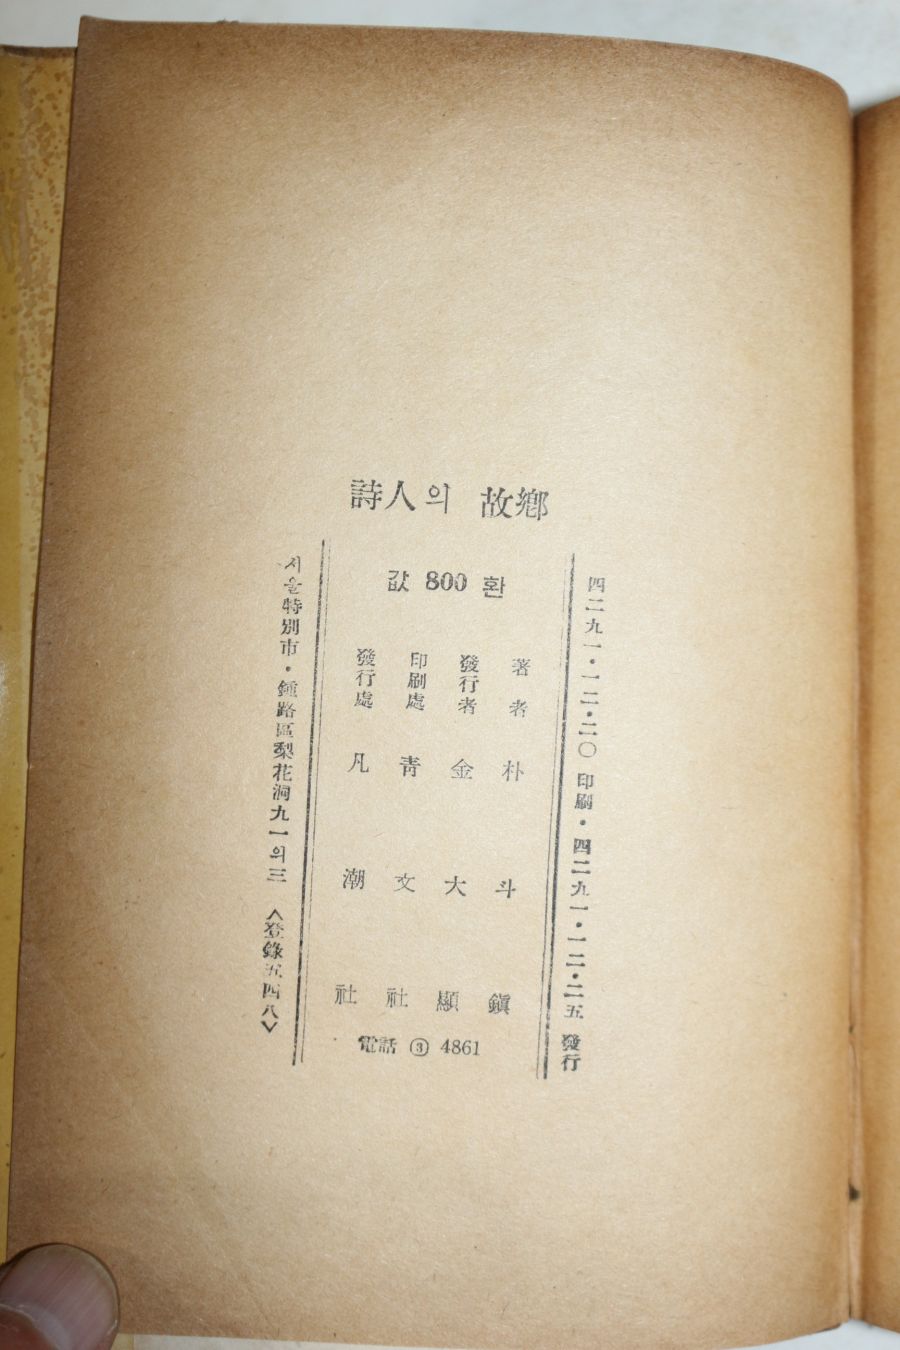 詩人의 故鄕
값 800 환
四二九一・一二・二〇 印刷・四二九一・一二・二五 發行
著者 朴斗鎭
發行者 金大顯
印刷處 靑文社
發行處 凡潮社
電話 ③ 4861
서울特別市・鍾路區梨花洞九一의三 <登錄五四八>